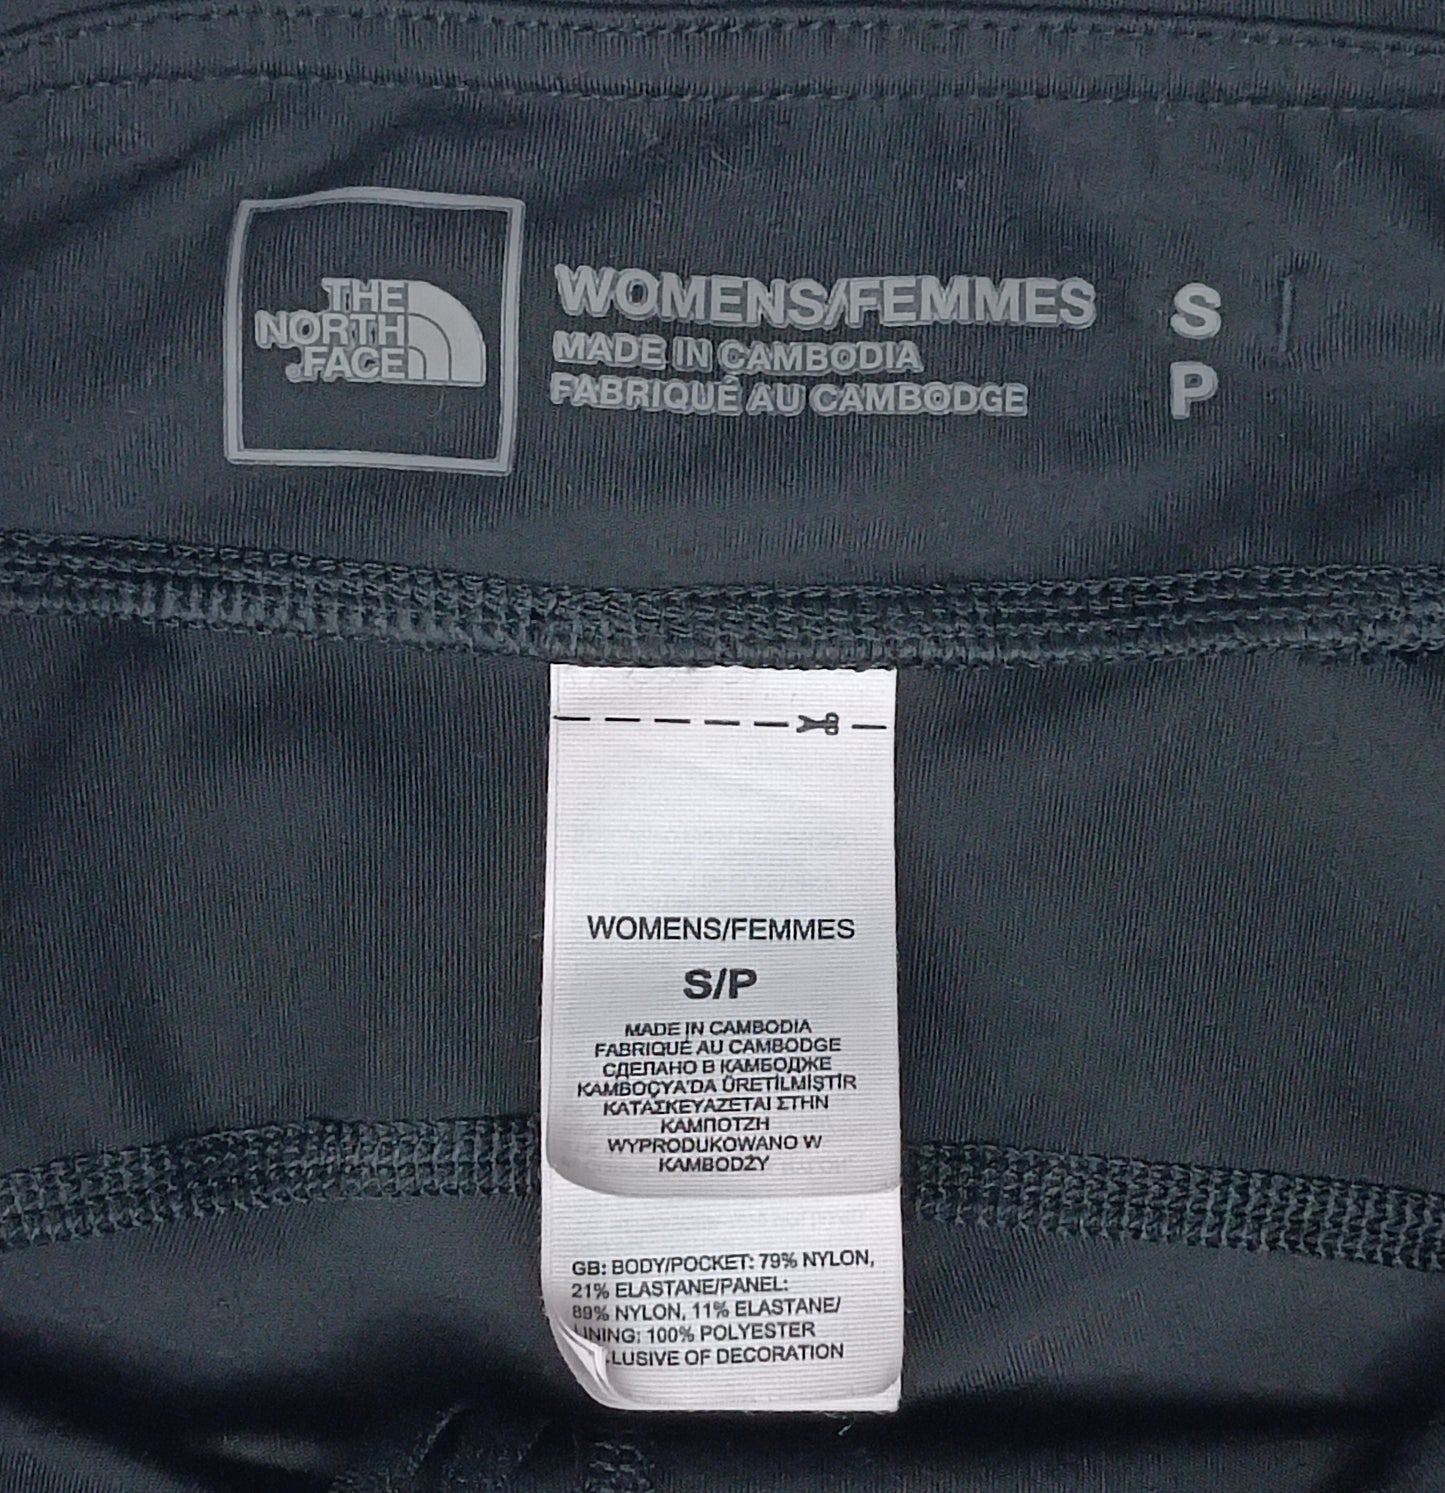 THE
NORTH
FACE
WOMENS/FEMMES S
MADE IN CAMBODIA
FABRIQUÉ AU CAMBODGE P
WOMENS/FEMMES
S/P
MADE IN CAMBODIA
FABRIQUÉ AU CAMBODGE
СДЕЛАНО В КАМБОДЖЕ
KAMBOÇYA'DA ÜRETİLMİŞTİR
ΚΑΤΑΣΚΕΥΑΖΕΤΑΙ ΣΤΗΝ
ΚΑΜΠΟΤΖΗ
WYPRODUKOWANO W
KAMBODŻY
GB: BODY/POCKET: 79% NYLON,
21% ELASTANE/PANEL:
89% NYLON, 11% ELASTANE/
LINING: 100% POLYESTER
LUSIVE OF DECORATION